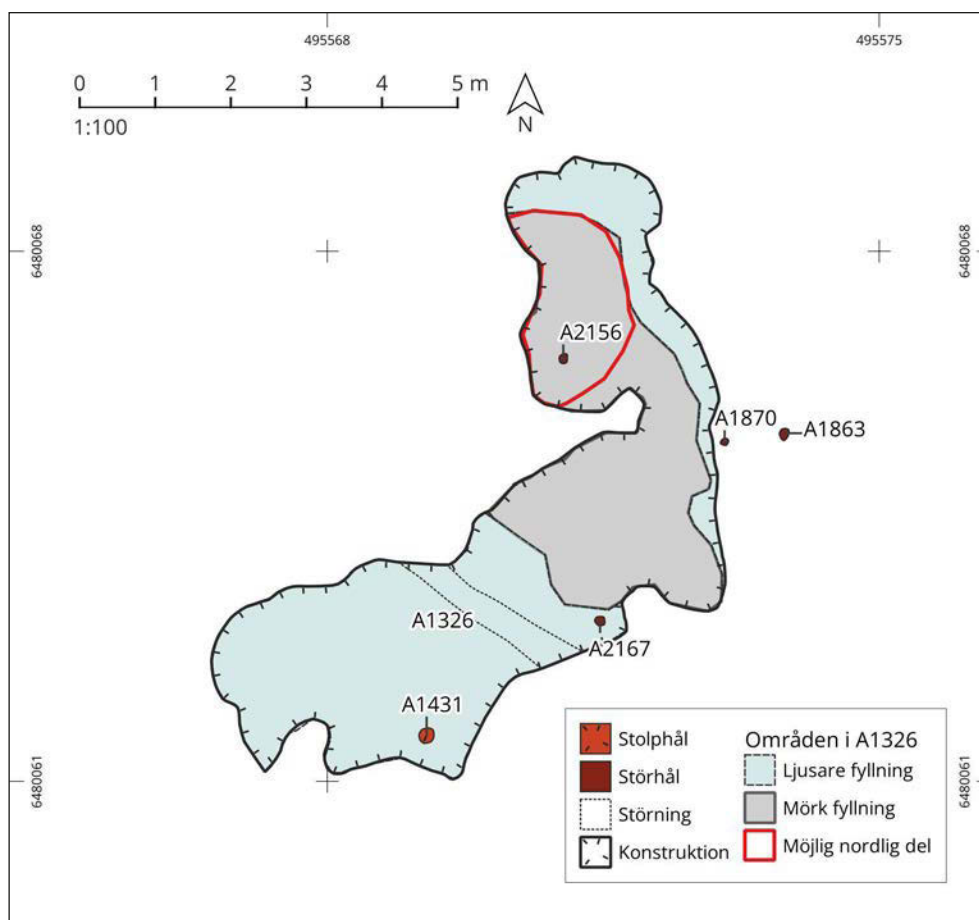 495568
495575
0 1 2 3 4 5 m
1:100
N
6480068
6480068
A2156
A1870
A1863
A1326
A2167
A1431
6480061
6480061
Stolphål
Störhål
Störning
Konstruktion
Områden i A1326
Ljusare fyllning
Mörk fyllning
Möjlig nordlig del